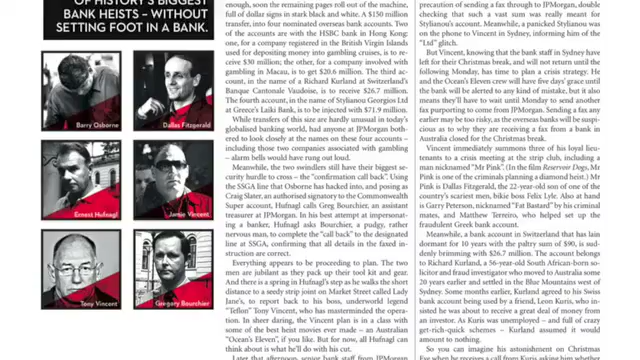 OF HISTORY'S BIGGEST
BANK HEISTS – WITHOUT
SETTING FOOT IN A BANK.
Barry Osborne
Dallas Fitzgerald
Ernest Hufnagl
Jamie Vincent
Tony Vincent
Gregory Bourchier
enough, soon the remaining pages roll out of the machine,
full of dollar signs in stark black and white. A $150 million
transfer, into four nominated overseas bank accounts. Two
of the accounts are with the HSBC bank in Hong Kong:
one, for a company registered in the British Virgin Islands
used for depositing money into gambling cruises, is to re-
ceive $30 million; the other, for a company involved with
gambling in Macau, is to get $20.6 million. The third ac-
count, in the name of a Richard Kurland at Switzerland's
Banque Cantonale Vaudoise, is to receive $26.7 million.
The fourth account, in the name of Stylianou Georgios Ltd
at Greece's Laiki Bank, is to be injected with $71.9 million.
While transfers of this size are hardly unusual in today's
globalised banking world, had anyone at JPMorgan both-
ered to look closely at the names on these four accounts –
including those two companies associated with gambling
– alarm bells would have rung out loud.
Meanwhile, the two swindlers still have their biggest se-
curity hurdle to cross – the "confirmation call back". Using
the SSGA line that Osborne has hacked into, and posing as
Craig Slater, an authorised signatory to the Commonwealth
Super account, Hufnagl calls Greg Bourchier, an assistant
treasurer at JPMorgan. In his best attempt at impersonat-
ing a banker, Hufnagl asks Bourchier, a pudgy, rather
nervous man, to complete the "call back" to the designated
line at SSGA, confirming that all details in the faxed in-
struction are correct.
Everything appears to be proceeding to plan. The two
men are jubilant as they pack up their tool kit and gear.
And there is a spring in Hufnagl's step as he walks the short
distance to a seedy strip joint on Market Street called Lady
Jane's, to report back to his boss, underworld legend
"Teflon" Tony Vincent, who has masterminded the operation.
In sheer daring, the Vincent plan is in a class with
some of the best heist movies ever made – an Australian
"Ocean's Eleven", if you like. But for now, all Hufnagl can
think about is what he'll do with his cut.
Later that afternoon, senior bank staff from JPMorgan
precaution of sending a fax through to JPMorgan, double
checking that such a vast sum was really meant for
Stylianou's account. Meanwhile, a panicked Stylianou was
on the phone to Vincent in Sydney, informing him of the
"Ltd" glitch.
But Vincent, knowing the bank staff in Sydney have
left for their Christmas break, and will not return until the
following Monday, has time to plan a crisis strategy. He
and the Ocean's Eleven crew will have five days' grace until
the bank will be alerted to any kind of mistake, but it also
means they'll have to wait until Monday to send another
fax purporting to come from JPMorgan. Sending a fax any
earlier may be too risky, as the overseas banks will be suspi-
cious as to why they are receiving a fax from a bank in
Australia closed for the Christmas break.
Vincent immediately summons three of his loyal lieu-
tenants to a crisis meeting at the strip club, including a
man nicknamed "Mr Pink". (In the film Reservoir Dogs, Mr
Pink is one of the criminals planning a diamond heist.) Mr
Pink is Dallas Fitzgerald, the 22-year-old son of one of the
country's scariest men, bikie boss Felix Lyle. Also at hand
is Garry Peterson, nicknamed "Fat Bastard" by his criminal
mates, and Matthew Terreiro, who helped set up the
fraudulent Greek bank account.
Meanwhile, a bank account in Switzerland that has lain
dormant for 10 years with the paltry sum of $90, is sud-
denly brimming with $26.7 million. The account belongs
to Richard Kurland, a 56-year-old South African-born so-
licitor and fraud investigator who moved to Australia some
20 years earlier and settled in the Blue Mountains west of
Sydney. Some months earlier, Kurland agreed to his Swiss
bank account being used by a friend, Leon Kuris, who in-
sisted he was about to receive a great deal of money from
an investor. As Kuris was unemployed – and full of crazy
get-rich-quick schemes – Kurland assumed it would
amount to nothing.
So you can imagine his astonishment on Christmas
Eve when he receives a call from Kuris asking him whether